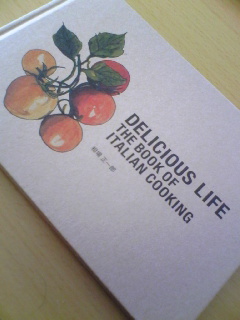 DELICIOUS LIFE
THE BOOK OF
ITALIAN COOKING